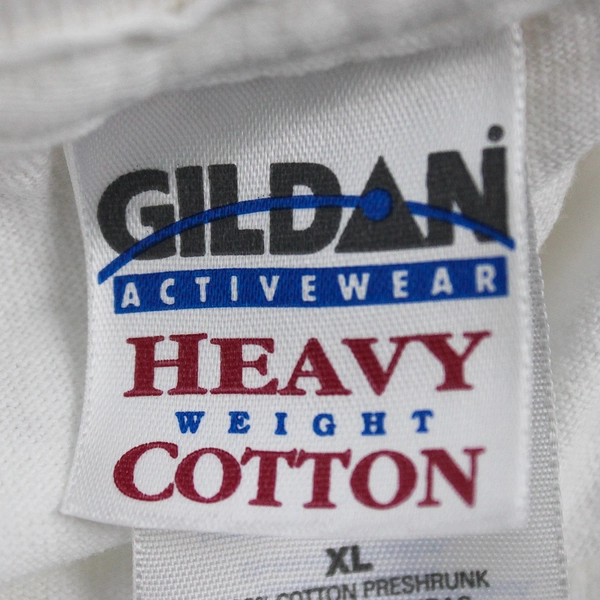 GILDAN
ACTIVEWEAR
HEAVY
WEIGHT
COTTON
XL
COTTON PRESHRUNK